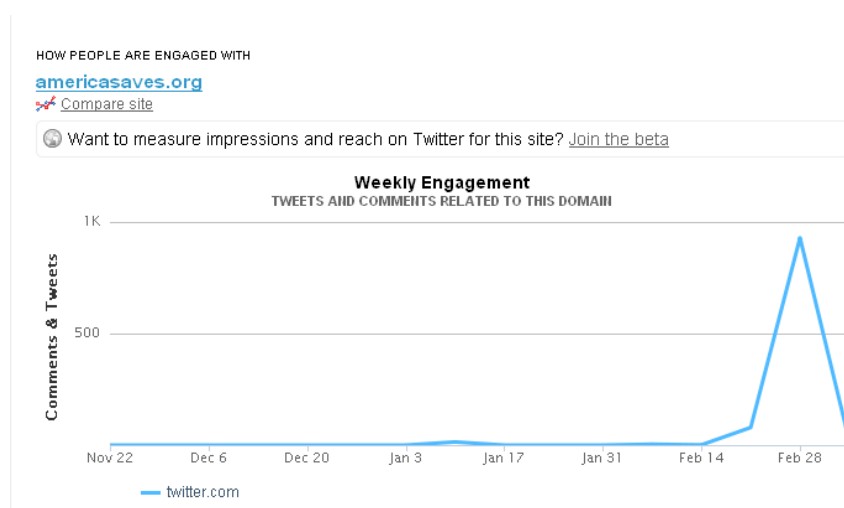 HOW PEOPLE ARE ENGAGED WITH
americasaves.org
Compare site
Want to measure impressions and reach on Twitter for this site? Join the beta
Weekly Engagement
TWEETS AND COMMENTS RELATED TO THIS DOMAIN
1K
500
Comments & Tweets
Nov 22 Dec 6 Dec 20 Jan 3 Jan 17 Jan 31 Feb 14 Feb 28
twitter.com